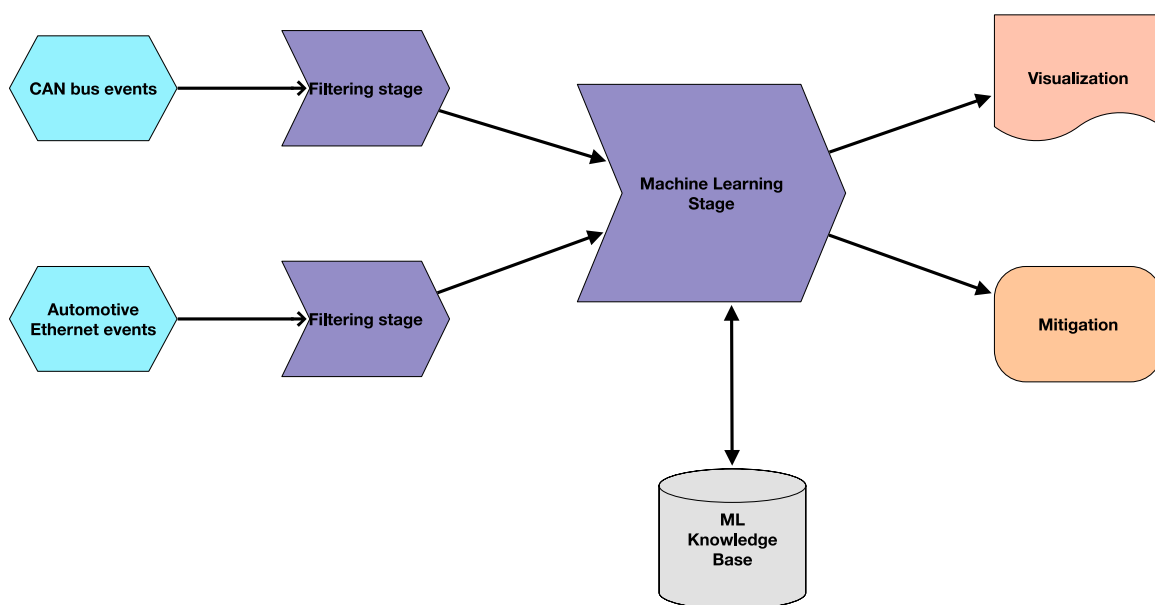 CAN bus events
Filtering stage
Visualization
Machine Learning
Stage
Automotive
Ethernet events
Filtering stage
Mitigation
ML
Knowledge
Base